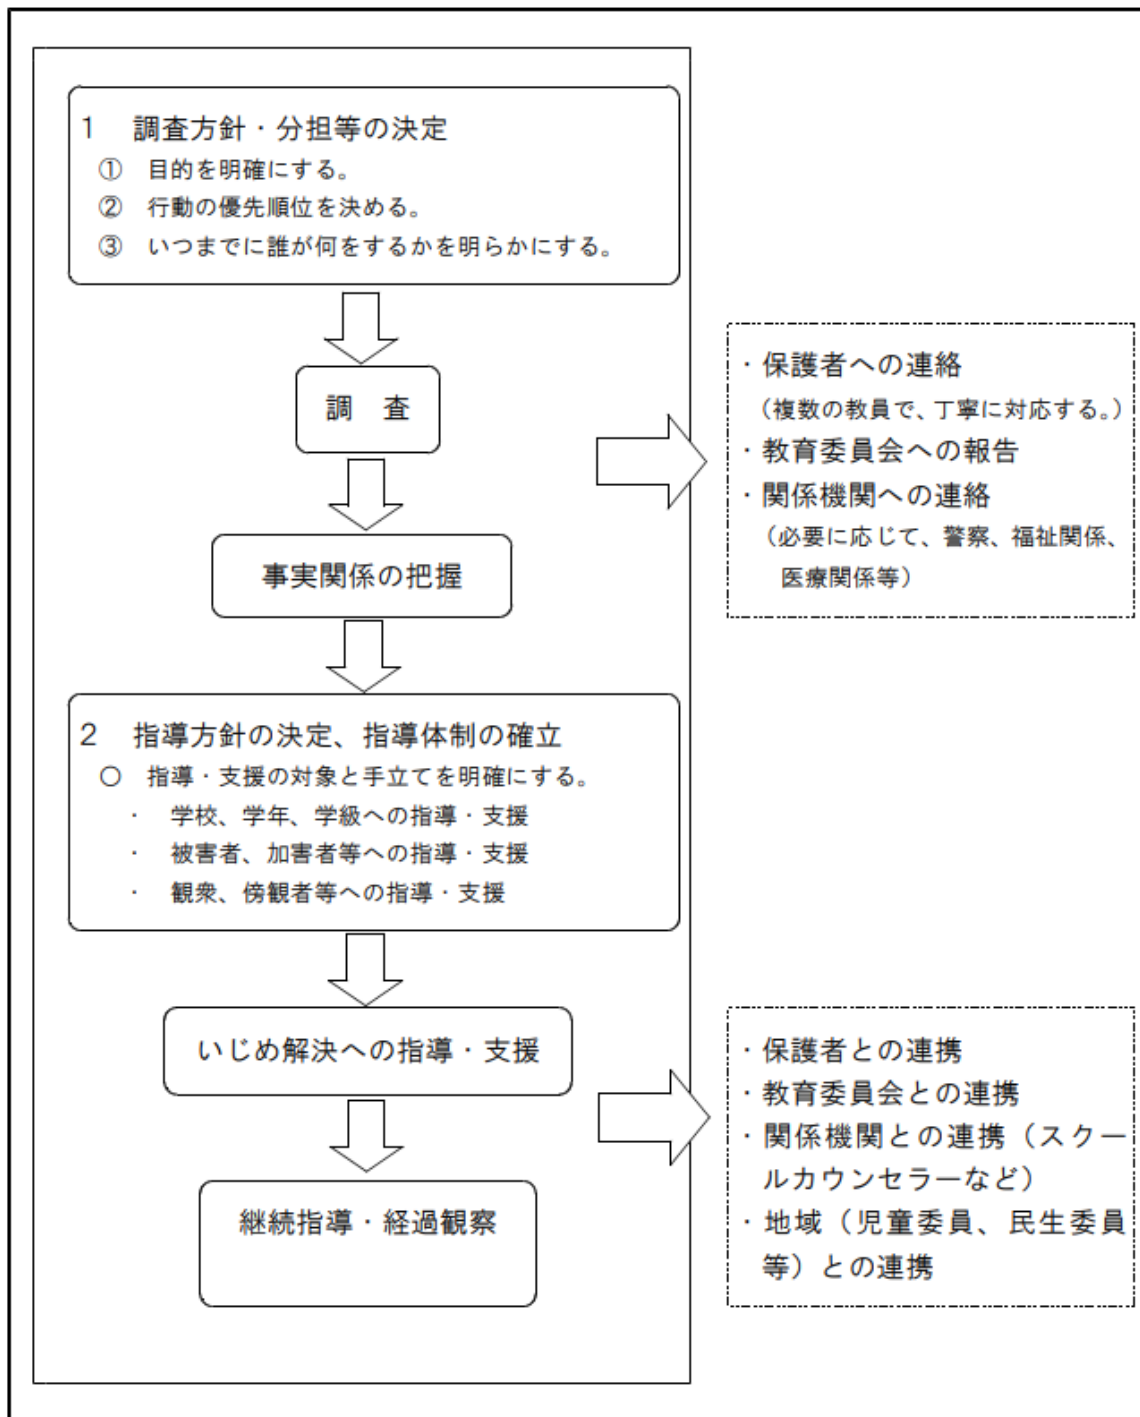 1 調査方針・分担等の決定
① 目的を明確にする。
② 行動の優先順位を決める。
③ いつまでに誰が何をするかを明らかにする。
調 査
・保護者への連絡
（複数の教員で、丁寧に対応する。）
・教育委員会への報告
・関係機関への連絡
（必要に応じて、警察、福祉関係、
医療関係等）
事実関係の把握
2 指導方針の決定、指導体制の確立
○ 指導・支援の対象と手立てを明確にする。
・ 学校、学年、学級への指導・支援
・ 被害者、加害者等への指導・支援
・ 観衆、傍観者等への指導・支援
いじめ解決への指導・支援
・保護者との連携
・教育委員会との連携
・関係機関との連携（スクー
ルカウンセラーなど）
・地域（児童委員、民生委員
等）との連携
継続指導・経過観察